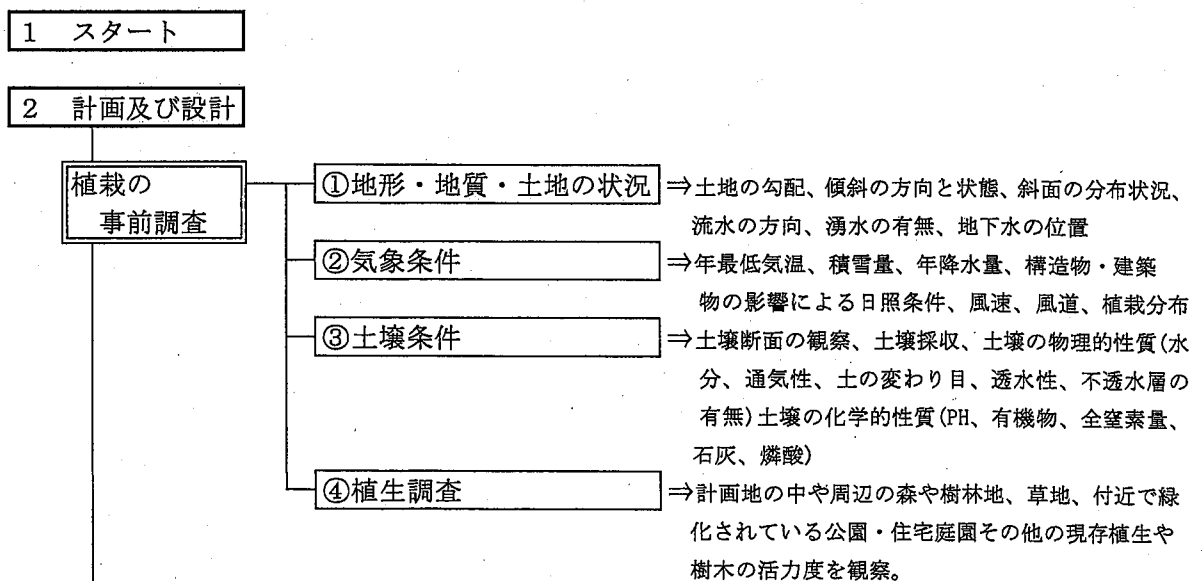 1 スタート
2 計画及び設計
植栽の
事前調査
①地形・地質・土地の状況
⇒土地の勾配、傾斜の方向と状態、斜面の分布状況、
流水の方向、湧水の有無、地下水の位置
②気象条件
⇒年最低気温、積雪量、年降水量、構造物・建築
物の影響による日照条件、風速、風道、植栽分布
③土壌条件
⇒土壌断面の観察、土壌採収、土壌の物理的性質(水
分、通気性、土の変わり目、透水性、不透水層の
有無)土壌の化学的性質(PH、有機物、全窒素量、
石灰、燐酸)
④植生調査
⇒計画地の中や周辺の森や樹林地、草地、付近で緑
化されている公園・住宅庭園その他の現存植生や
樹木の活力度を観察。